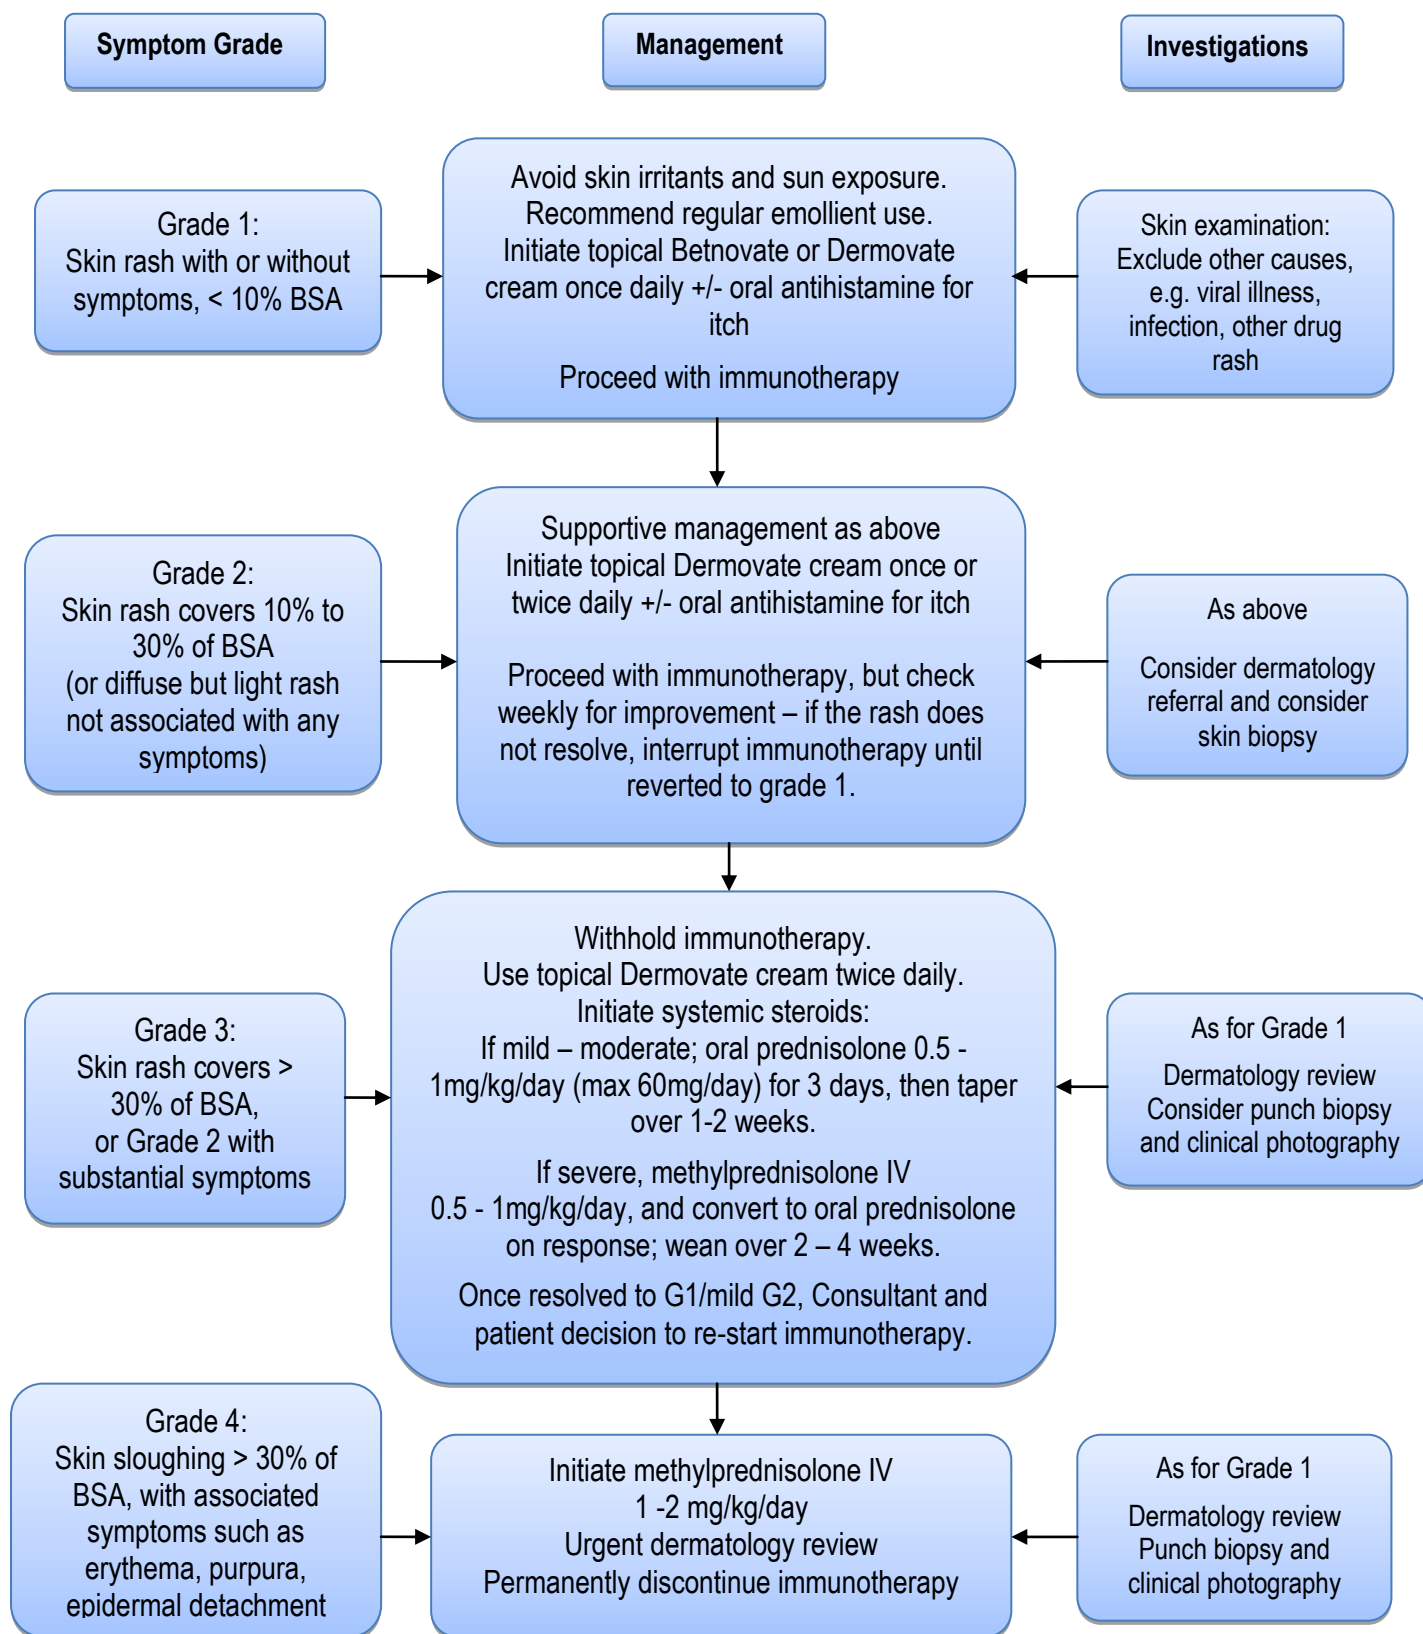 Symptom Grade
Management
Investigations
Grade 1:
Skin rash with or without
symptoms, < 10% BSA
Avoid skin irritants and sun exposure.
Recommend regular emollient use.
Initiate topical Betnovate or Dermovate
cream once daily +/- oral antihistamine for
itch
Proceed with immunotherapy
Skin examination:
Exclude other causes,
e.g. viral illness,
infection, other drug
rash
Grade 2:
Skin rash covers 10% to
30% of BSA
(or diffuse but light rash
not associated with any
symptoms)
Supportive management as above
Initiate topical Dermovate cream once or
twice daily +/- oral antihistamine for itch
Proceed with immunotherapy, but check
weekly for improvement – if the rash does
not resolve, interrupt immunotherapy until
reverted to grade 1.
As above
Consider dermatology
referral and consider
skin biopsy
Grade 3:
Skin rash covers >
30% of BSA,
or Grade 2 with
substantial symptoms
Withhold immunotherapy.
Use topical Dermovate cream twice daily.
Initiate systemic steroids:
If mild – moderate; oral prednisolone 0.5 -
1mg/kg/day (max 60mg/day) for 3 days, then taper
over 1-2 weeks.
If severe, methylprednisolone IV
0.5 - 1mg/kg/day, and convert to oral prednisolone
on response; wean over 2 – 4 weeks.
Once resolved to G1/mild G2, Consultant and
patient decision to re-start immunotherapy.
As for Grade 1
Dermatology review
Consider punch biopsy
and clinical photography
Grade 4:
Skin sloughing > 30% of
BSA, with associated
symptoms such as
erythema, purpura,
epidermal detachment
Initiate methylprednisolone IV
1 -2 mg/kg/day
Urgent dermatology review
Permanently discontinue immunotherapy
As for Grade 1
Dermatology review
Punch biopsy and
clinical photography